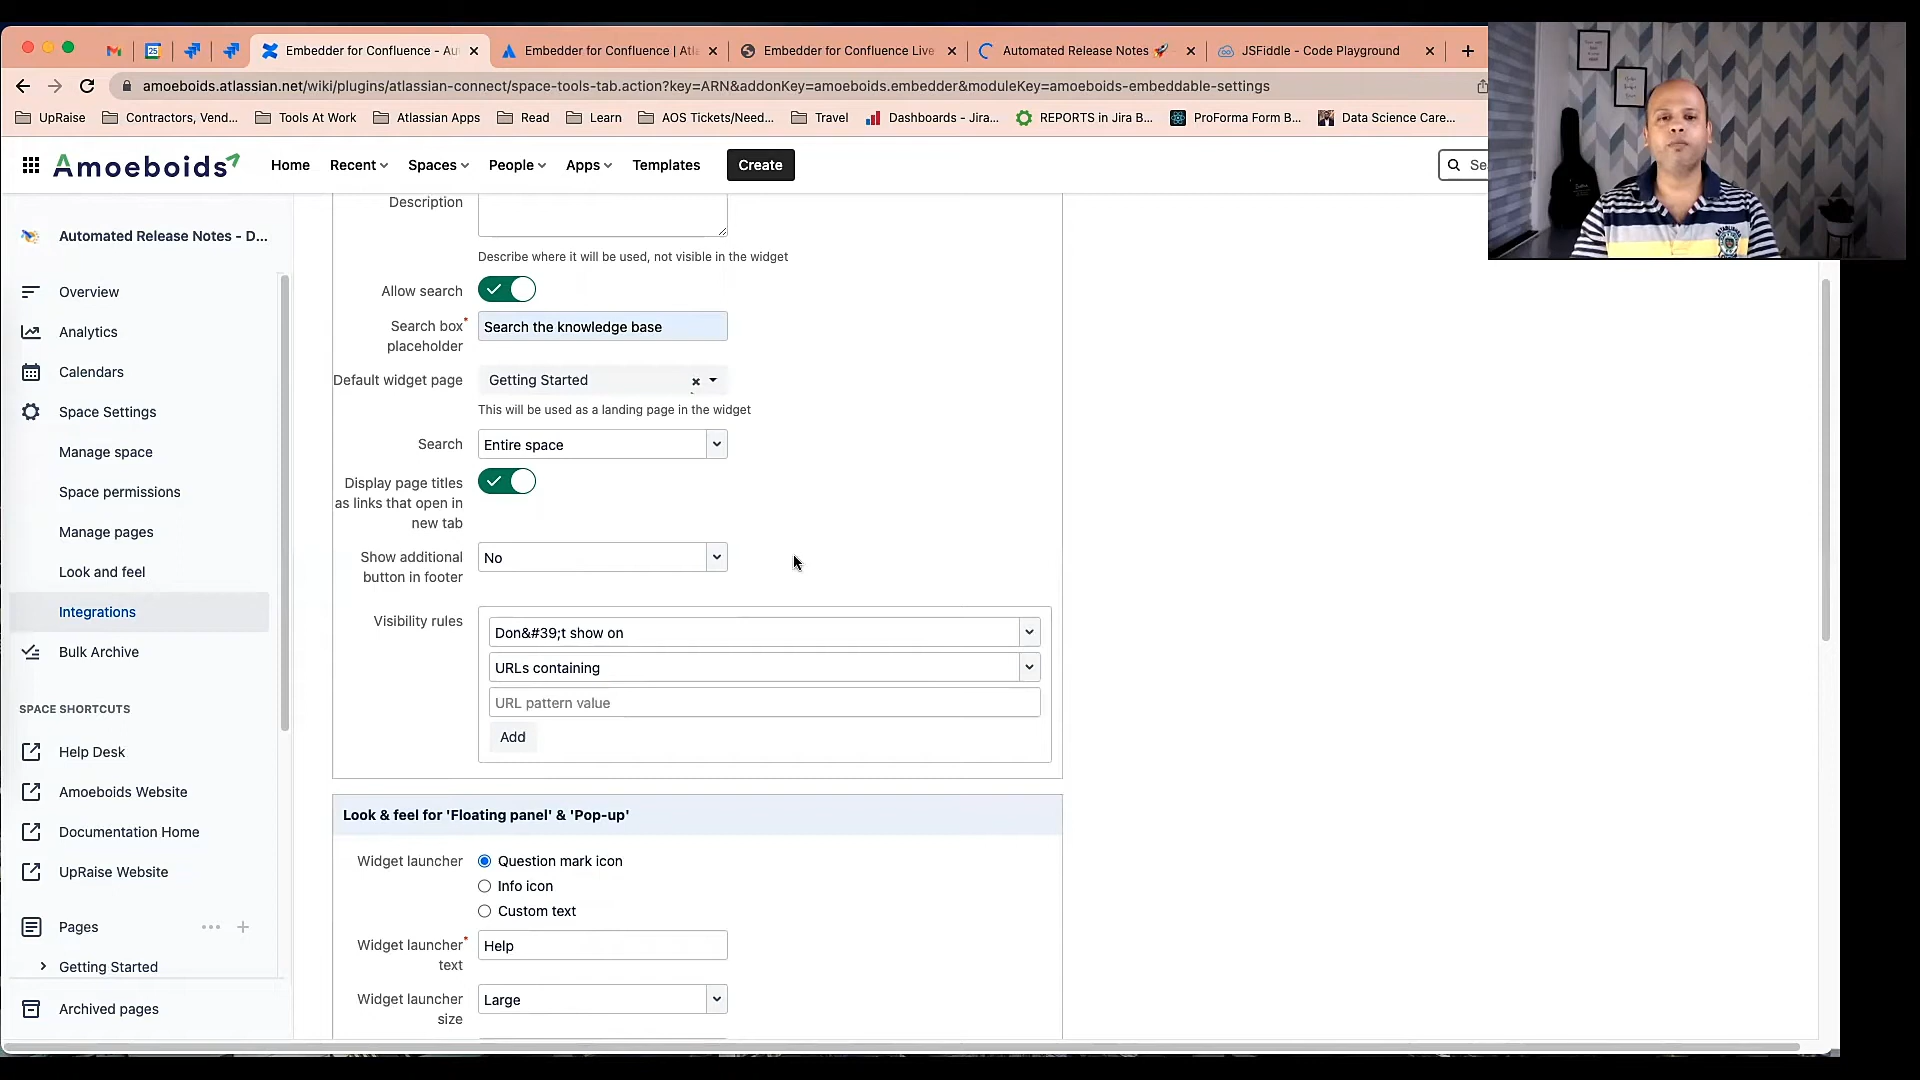 Embedder for Confluence - Au
Embedder for Confluence | Atl
Embedder for Confluence Live
Automated Release Notes 🚀
JSFiddle - Code Playground
amoeboids.atlassian.net/wiki/plugins/atlassian-connect/space-tools-tab.action?key=ARN&addonKey=amoeboids.embedder&moduleKey=amoeboids-embeddable-settings
UpRaise
Contractors, Vend...
Tools At Work
Atlassian Apps
Read
Learn
AOS Tickets/Need...
Travel
Dashboards - Jira...
REPORTS in Jira B...
ProForma Form B...
Data Science Care...
Amoeboids
Home
Recent
Spaces
People
Apps
Templates
Create
Se
Automated Release Notes - D...
Overview
Analytics
Calendars
Space Settings
Manage space
Space permissions
Manage pages
Look and feel
Integrations
Bulk Archive
SPACE SHORTCUTS
Help Desk
Amoeboids Website
Documentation Home
UpRaise Website
Pages
Getting Started
Archived pages
Description
Describe where it will be used, not visible in the widget
Allow search
Search box*
placeholder
Search the knowledge base
Default widget page
Getting Started
This will be used as a landing page in the widget
Search
Entire space
Display page titles
as links that open in
new tab
Show additional
button in footer
No
Visibility rules
Don&#39;t show on
URLs containing
URL pattern value
Add
Look & feel for 'Floating panel' & 'Pop-up'
Widget launcher
Question mark icon
Info icon
Custom text
Widget launcher*
text
Help
Widget launcher
size
Large